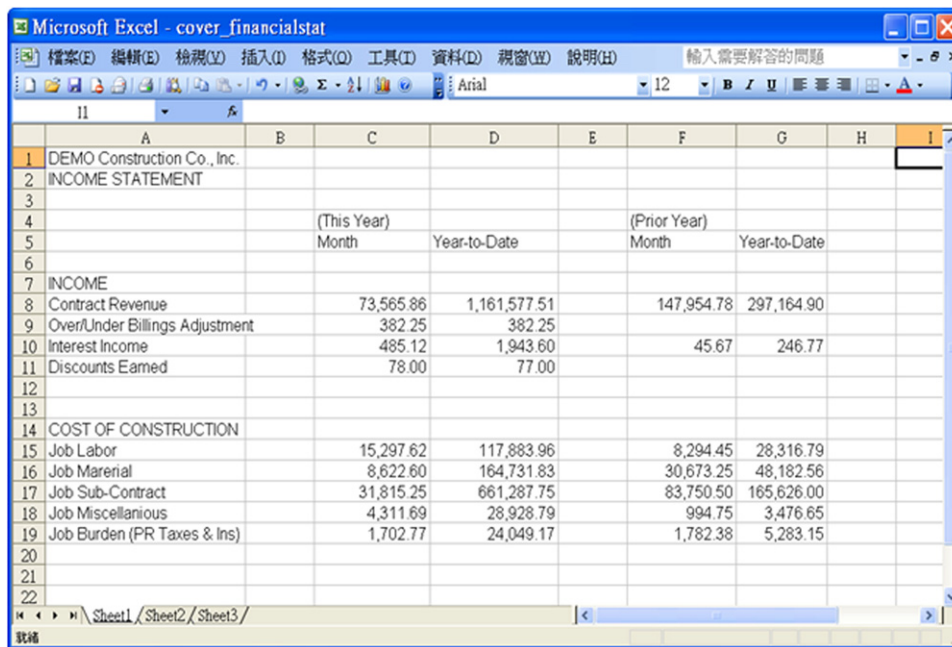 Microsoft Excel - cover_financialstat
檔案(F) 編輯(E) 檢視(V) 插入(I) 格式(O) 工具(T) 資料(D) 視窗(W) 說明(H) 輸入需要解答的問題
Arial 12 B I U A
I1 fx
A B C D E F G H I
1 DEMO Construction Co., Inc.
2 INCOME STATEMENT
3
4 (This Year) (Prior Year)
5 Month Year-to-Date Month Year-to-Date
6
7 INCOME
8 Contract Revenue 73,565.86 1,161,577.51 147,954.78 297,164.90
9 Over/Under Billings Adjustment 382.25 382.25
10 Interest Income 485.12 1,943.60 45.67 246.77
11 Discounts Earned 78.00 77.00
12
13
14 COST OF CONSTRUCTION
15 Job Labor 15,297.62 117,883.96 8,294.45 28,316.79
16 Job Marerial 8,622.60 164,731.83 30,673.25 48,182.56
17 Job Sub-Contract 31,815.25 661,287.75 83,750.50 165,626.00
18 Job Miscellanious 4,311.69 28,928.79 994.75 3,476.65
19 Job Burden (PR Taxes & Ins) 1,702.77 24,049.17 1,782.38 5,283.15
20
21
22
Sheet1 Sheet2 Sheet3
就緒